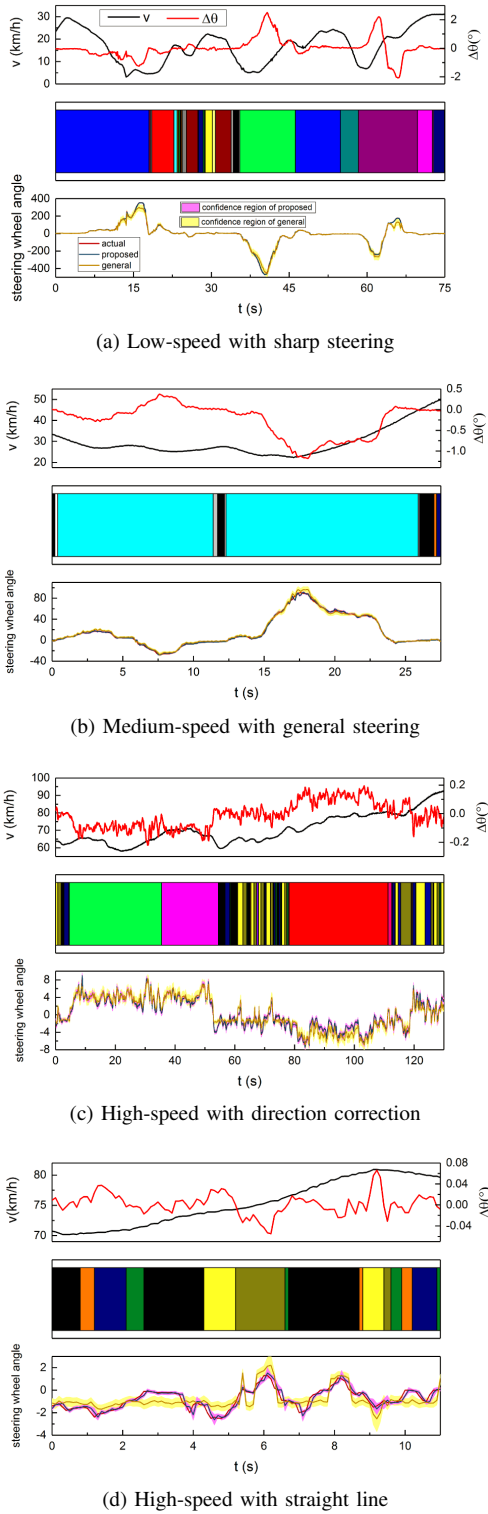 v
Δθ
v (km/h)
30
20
10
0
2
0
-2
Δθ(°)
steering wheel angle
400
200
0
-200
-400
confidence region of proposed
confidence region of general
actual
proposed
general
0
15
30
45
60
75
t (s)
(a) Low-speed with sharp steering
v (km/h)
50
40
30
20
0.5
0.0
-0.5
-1.0
Δθ(°)
steering wheel angle
80
40
0
-40
0
5
10
15
20
25
t (s)
(b) Medium-speed with general steering
v (km/h)
100
90
80
70
60
0.2
0.0
-0.2
Δθ(°)
steering wheel angle
8
4
0
-4
-8
0
20
40
60
80
100
120
t (s)
(c) High-speed with direction correction
v(km/h)
80
75
70
0.08
0.04
0.00
-0.04
Δθ(°)
steering wheel angle
2
0
-2
-4
0
2
4
6
8
10
t (s)
(d) High-speed with straight line